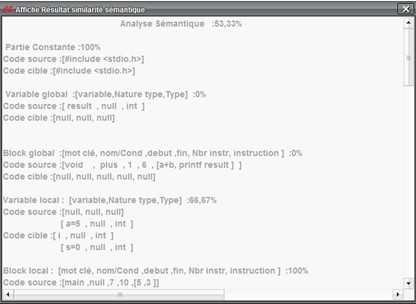 Affiche Résultat similarité sémantique
Analyse Sémantique :53,33%
Partie Constante :100%
Code source :[#include <stdio.h>]
Code cible :[#include <stdio.h>]
Variable global : [variable,Nature type,Type] :0%
Code source :[ result , null , int ]
Code cible :[null, null, null]
Block global :[mot clé, nom/Cond ,debut ,fin, Nbr instr, instruction ] :0%
Code source :[void , plus , 1 , 6 , [a+b, printf result ] ]
Code cible :[null, null, null, null, null]
Variable local : [variable,Nature type,Type] :66,67%
Code source :[null, null, null]
[ a=5 , null , int ]
Code cible :[ i , null , int ]
[ s=0 , null , int ]
Block local : [mot clé, nom/Cond ,debut ,fin, Nbr instr, instruction ] :100%
Code source :[main ,null ,7 ,10 ,[5 ,3 ]]